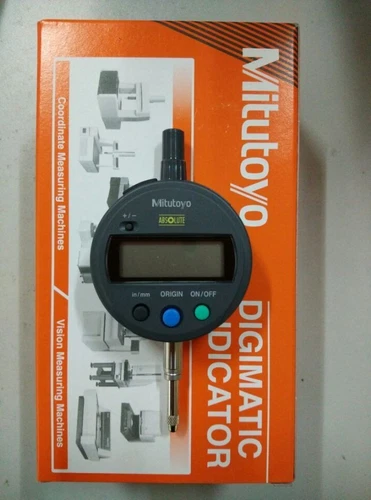 Mitutoyo
DIGIMATIC
INDICATOR
Coordinate Measuring Machines
Vision Measuring Machines
+/−
Mitutoyo
ABSOLUTE
in/mm ORIGIN ON/OFF